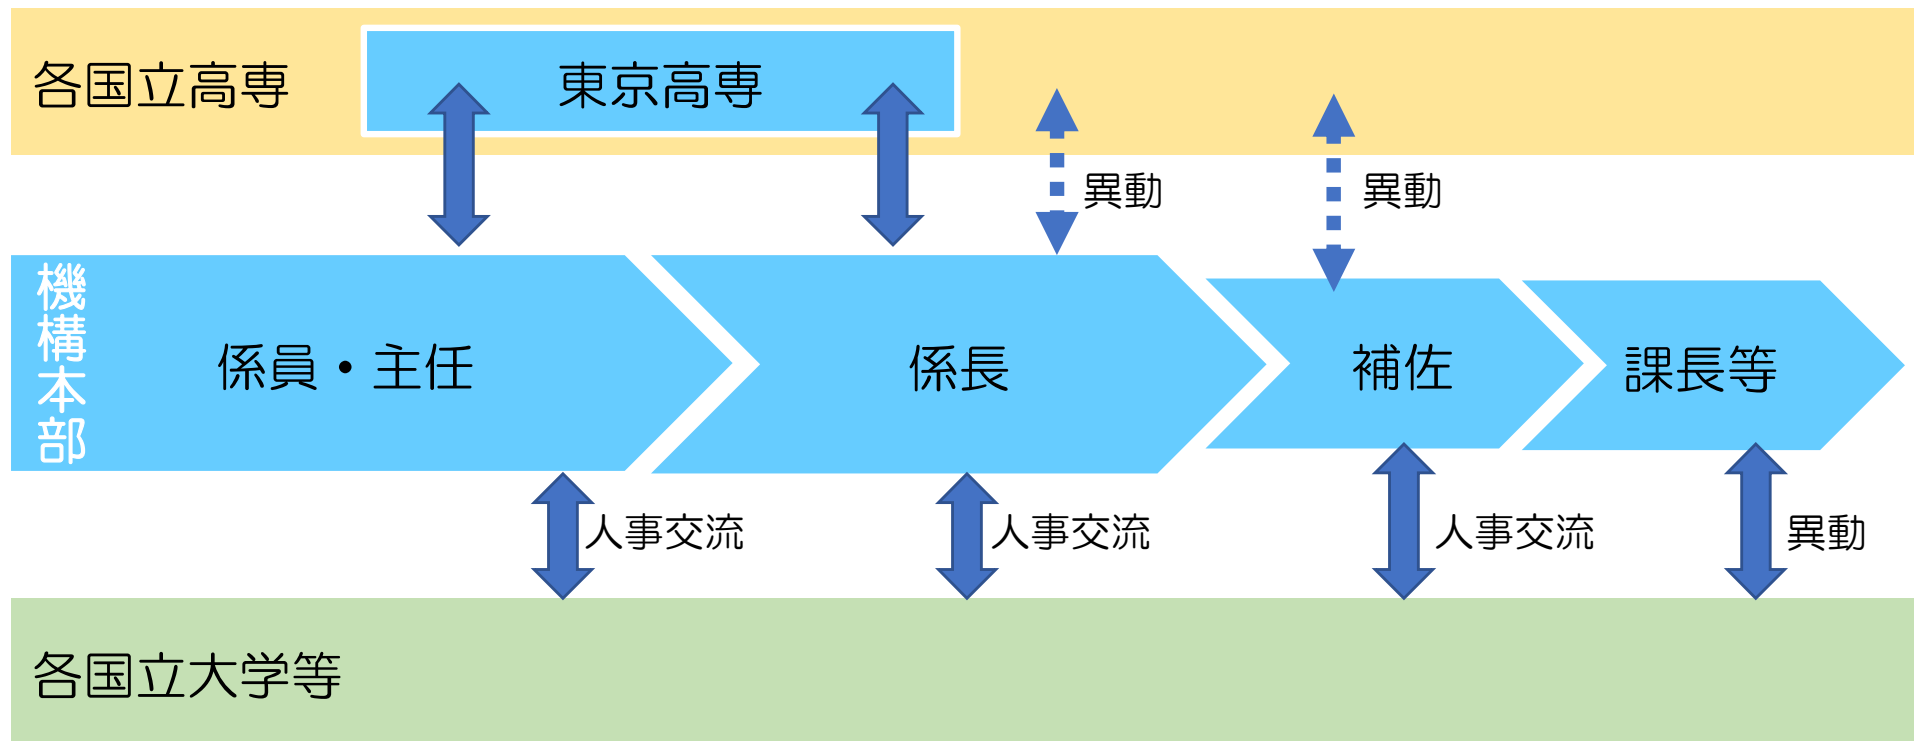 各国立高専
東京高専
異動
異動
機構本部
係員・主任
係長
補佐
課長等
人事交流
人事交流
人事交流
異動
各国立大学等